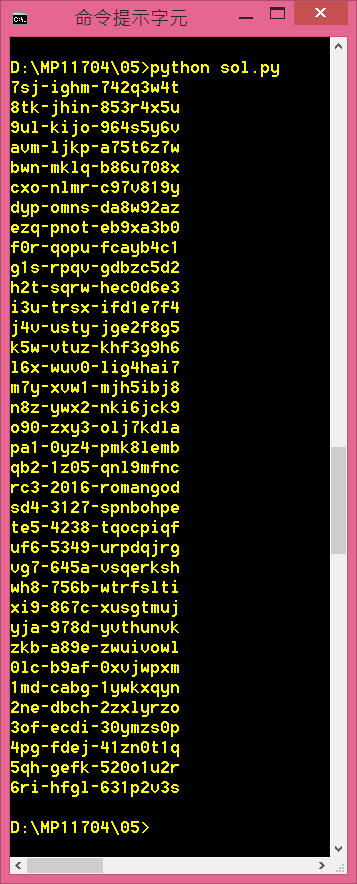 命令提示字元
D:\MP11704\05>python sol.py
7sj-ighm-742q3w4t
8tk-jhin-853r4x5u
9ul-kijo-964s5y6v
avm-ljkp-a75t6z7w
bwn-mklq-b86u708x
cxo-nlmr-c97v819y
dyp-omns-da8w92az
ezq-pnot-eb9xa3b0
f0r-qopu-fcayb4c1
g1s-rpqv-gdbzc5d2
h2t-sqrw-hec0d6e3
i3u-trsx-ifd1e7f4
j4v-usty-jge2f8g5
k5w-vtuz-khf3g9h6
l6x-wuv0-lig4hai7
m7y-xvw1-mjh5ibj8
n8z-ywx2-nki6jck9
o90-zxy3-olj7kdla
pa1-0yz4-pmk8lemb
qb2-1z05-qnl9mfnc
rc3-2016-romangod
sd4-3127-spnbohpe
te5-4238-tqocpiqf
uf6-5349-urpdqjrg
vg7-645a-vsqerksh
wh8-756b-wtrfslti
xi9-867c-xusgtmuj
yja-978d-yvthunvk
zkb-a89e-zwuivowl
0lc-b9af-0xvjwpxm
1md-cabg-1ywkxqyn
2ne-dbch-2zxlyrzo
3of-ecdi-30ymzs0p
4pg-fdej-41zn0t1q
5qh-gefk-520o1u2r
6ri-hfgl-631p2v3s
D:\MP11704\05>